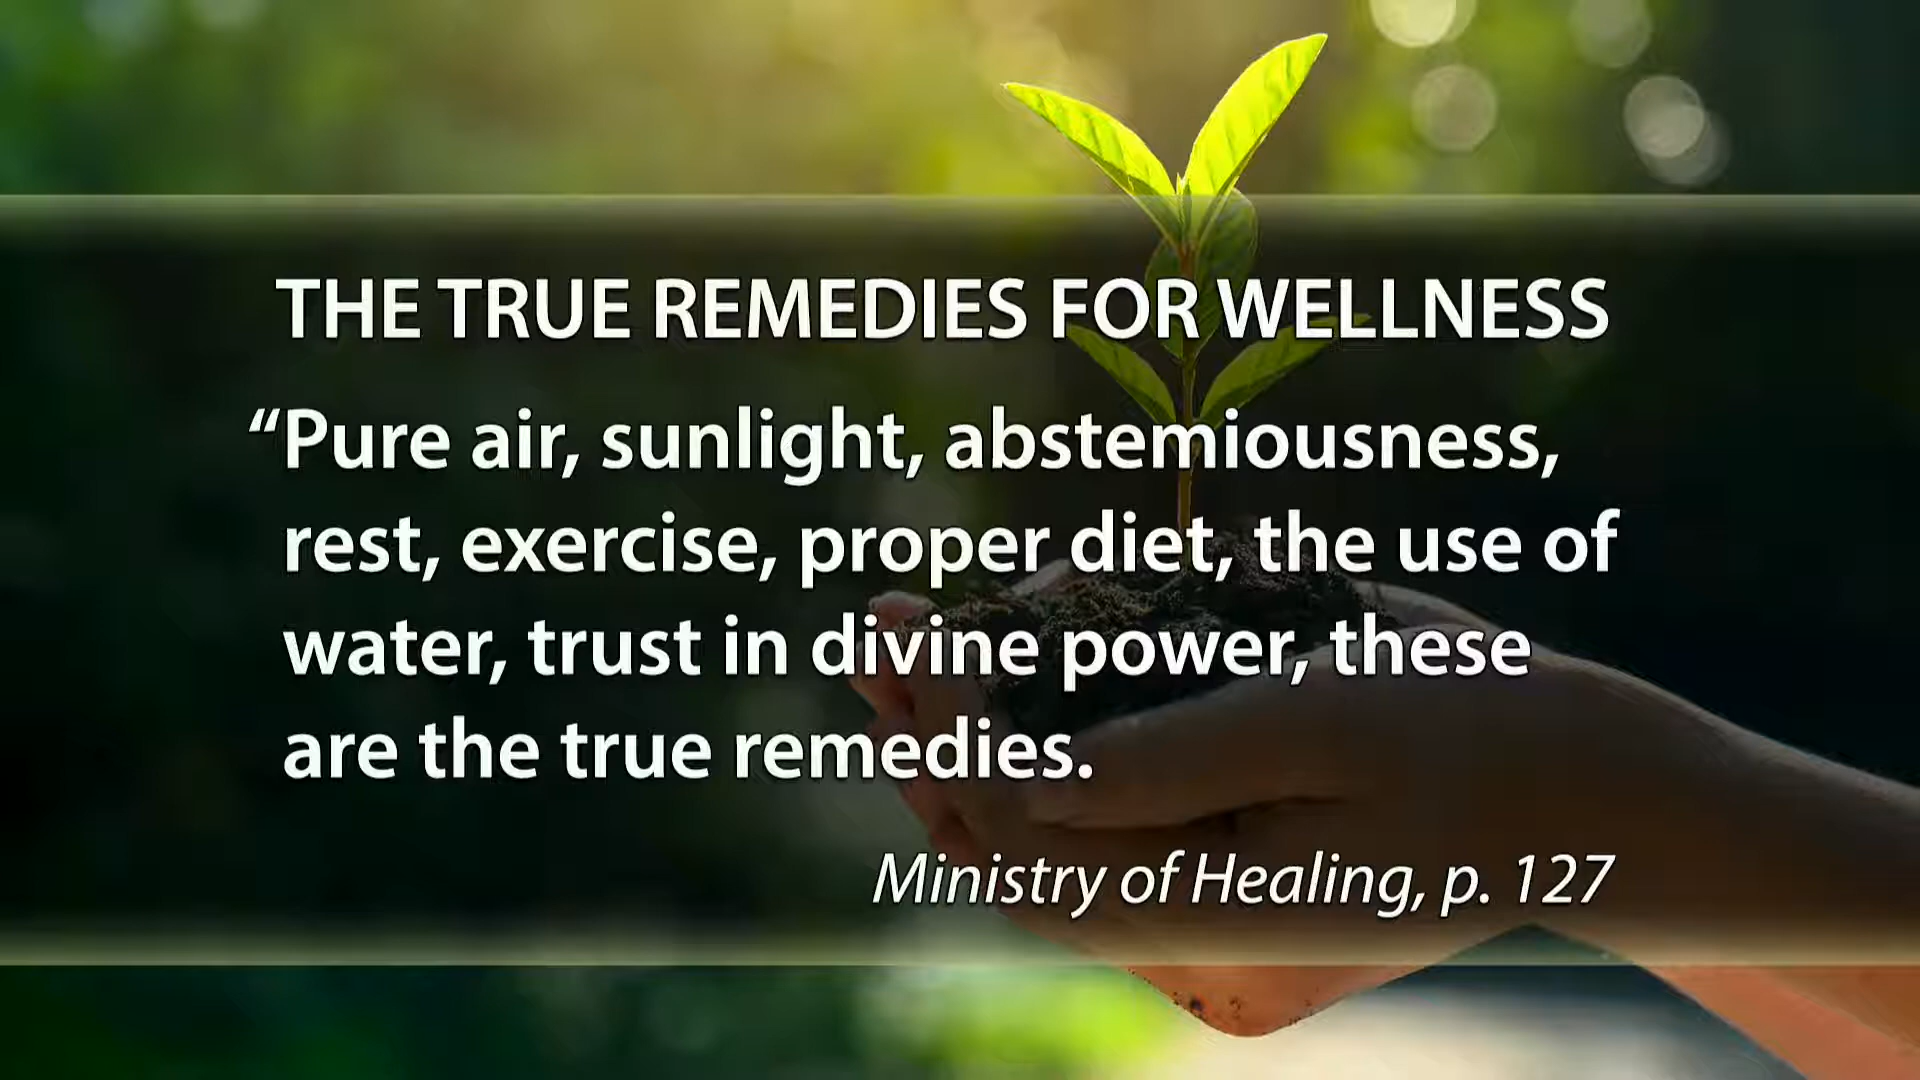 THE TRUE REMEDIES FOR WELLNESS
“Pure air, sunlight, abstemiousness,
rest, exercise, proper diet, the use of
water, trust in divine power, these
are the true remedies.
Ministry of Healing, p. 127